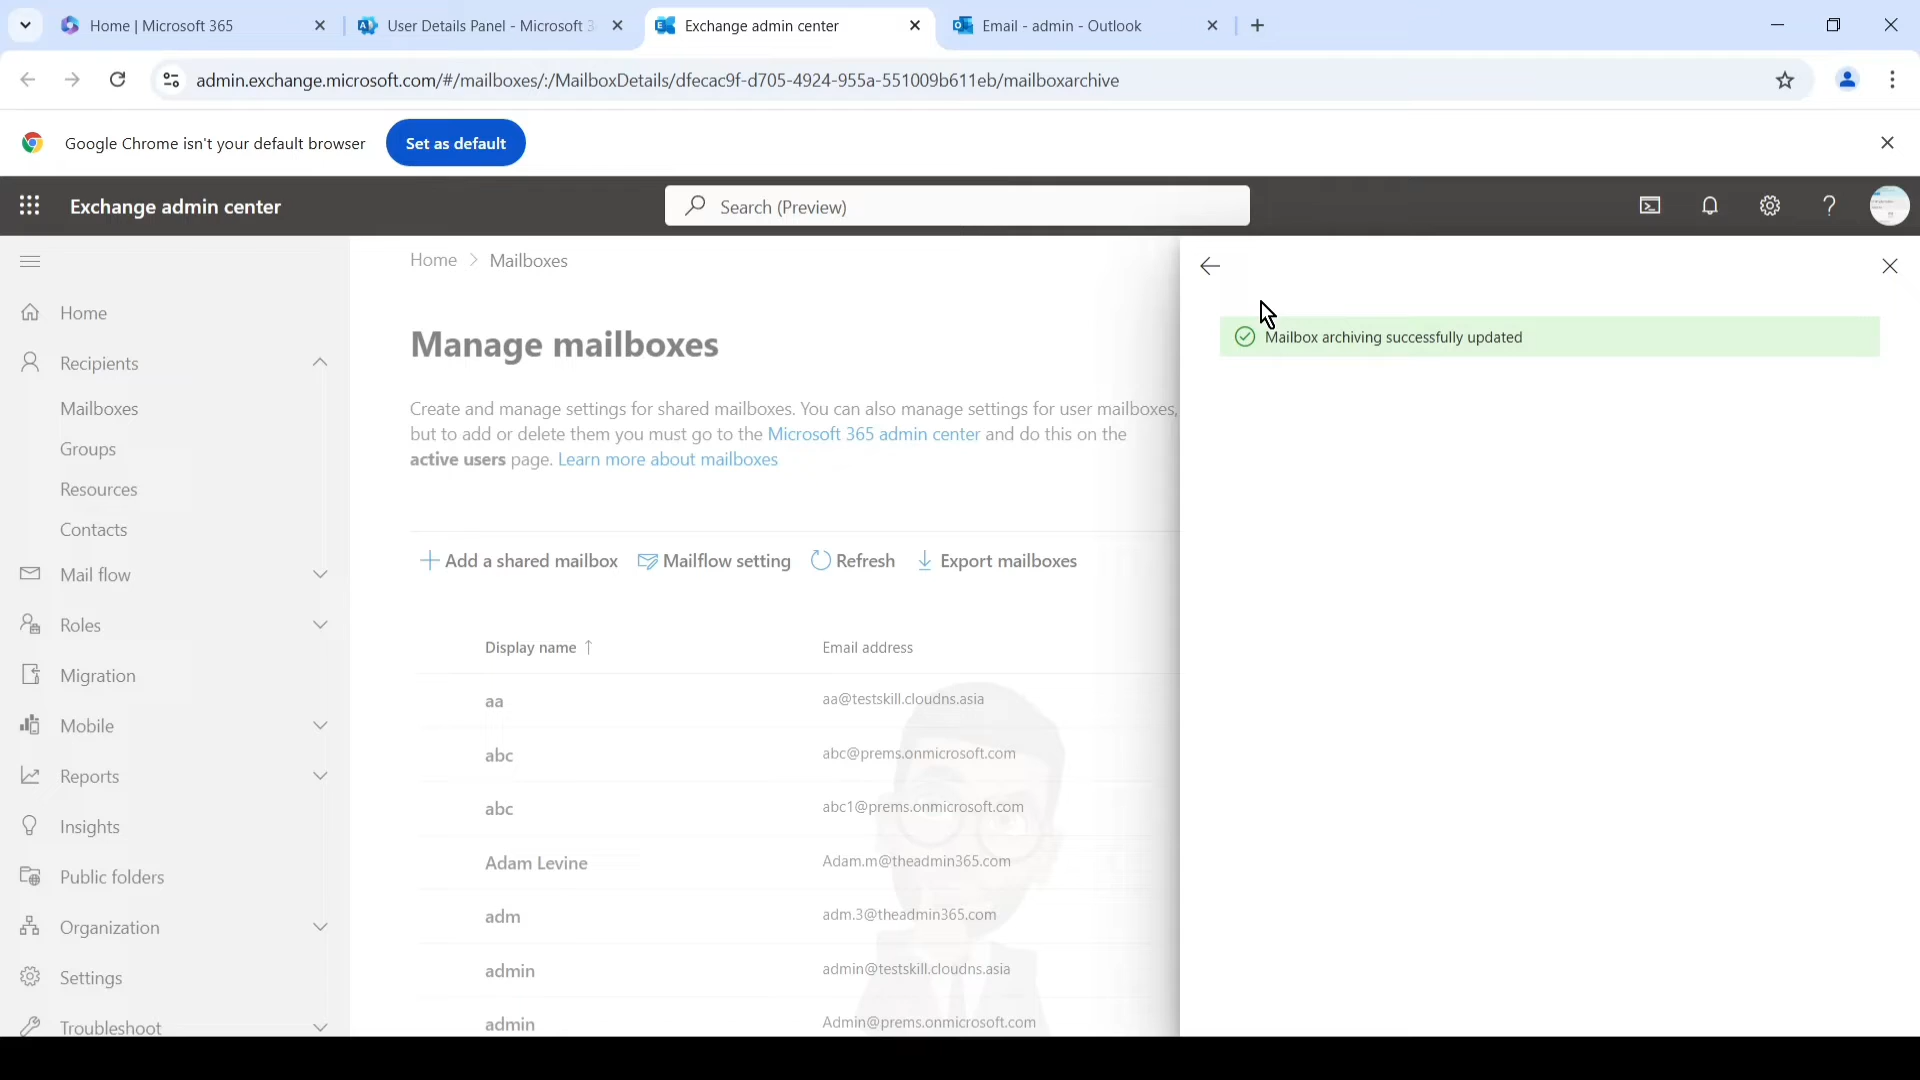 Home | Microsoft 365
User Details Panel - Microsoft 3
Exchange admin center
Email - admin - Outlook
admin.exchange.microsoft.com/#/mailboxes/:/MailboxDetails/dfecac9f-d705-4924-955a-551009b611eb/mailboxarchive
Google Chrome isn't your default browser
Set as default
Exchange admin center
Search (Preview)
Home
Recipients
Mailboxes
Groups
Resources
Contacts
Mail flow
Roles
Migration
Mobile
Reports
Insights
Public folders
Organization
Settings
Troubleshoot
Home > Mailboxes
Manage mailboxes
Create and manage settings for shared mailboxes. You can also manage settings for user mailboxes,
but to add or delete them you must go to the Microsoft 365 admin center and do this on the
active users page. Learn more about mailboxes
Add a shared mailbox Mailflow setting Refresh Export mailboxes
Display name ↑ Email address
aa aa@testskill.cloudns.asia
abc abc@prems.onmicrosoft.com
abc abc1@prems.onmicrosoft.com
Adam Levine Adam.m@theadmin365.com
adm adm.3@theadmin365.com
admin admin@testskill.cloudns.asia
admin Admin@prems.onmicrosoft.com
Mailbox archiving successfully updated